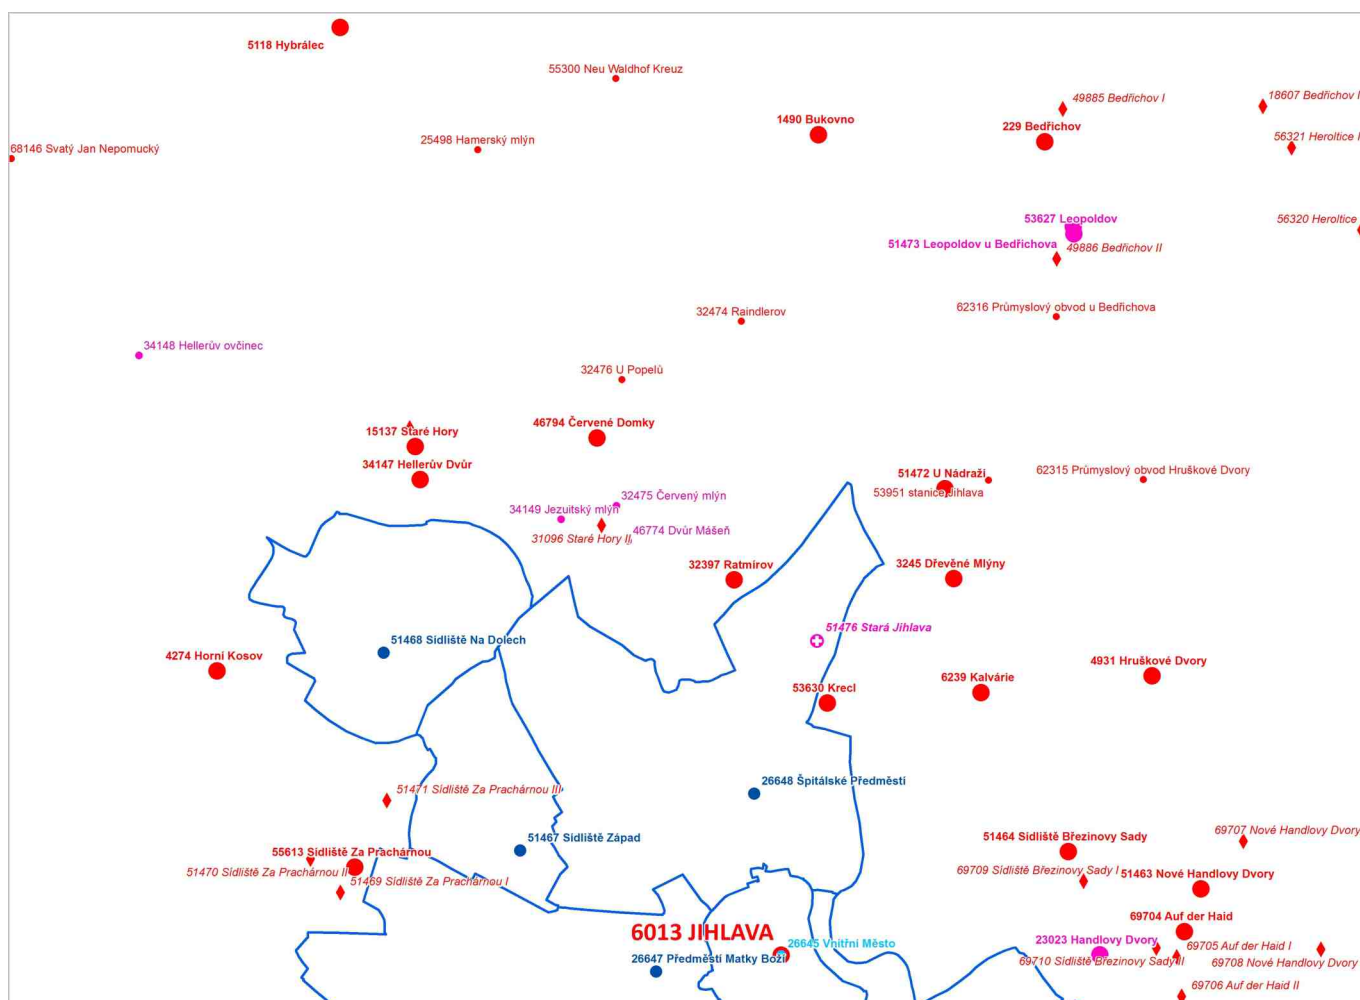 5118 Hybrálec
55300 Neu Waldhof Kreuz
49885 Bedřichov I
18607 Bedřichov I
1490 Bukovno
229 Bedřichov
56321 Heroltice I
25498 Hamerský mlýn
68146 Svatý Jan Nepomucký
53627 Leopoldov
56320 Heroltice
51473 Leopoldov u Bedřichova
49886 Bedřichov II
62316 Průmyslový obvod u Bedřichova
32474 Raindlerov
34148 Hellerův ovčinec
32476 U Popelů
46794 Červené Domky
15137 Staré Hory
34147 Hellerův Dvůr
51472 U Nádraží
62315 Průmyslový obvod Hruškové Dvory
53951 stanice Jihlava
32475 Červený mlýn
34149 Jezuitský mlýn
46774 Dvůr Mášeň
31096 Staré Hory II
32397 Ratmírov
3245 Dřevěné Mlýny
51476 Stará Jihlava
51468 Sídliště Na Dolech
4274 Horní Kosov
4931 Hruškové Dvory
6239 Kalvárie
53630 Krecl
26648 Špitálské Předměstí
51471 Sídliště Za Prachárnou III
51467 Sídliště Západ
51464 Sídliště Březinovy Sady
69707 Nové Handlovy Dvory
55613 Sídliště Za Prachárnou
51470 Sídliště Za Prachárnou II
51469 Sídliště Za Prachárnou I
69709 Sídliště Březinovy Sady I
51463 Nové Handlovy Dvory
69704 Auf der Haid
6013 JIHLAVA
26645 Vnitřní Město
23023 Handlovy Dvory
69705 Auf der Haid I
69710 Sídliště Březinovy Sady II
69708 Nové Handlovy Dvory
26647 Předměstí Matky Boží
69706 Auf der Haid II